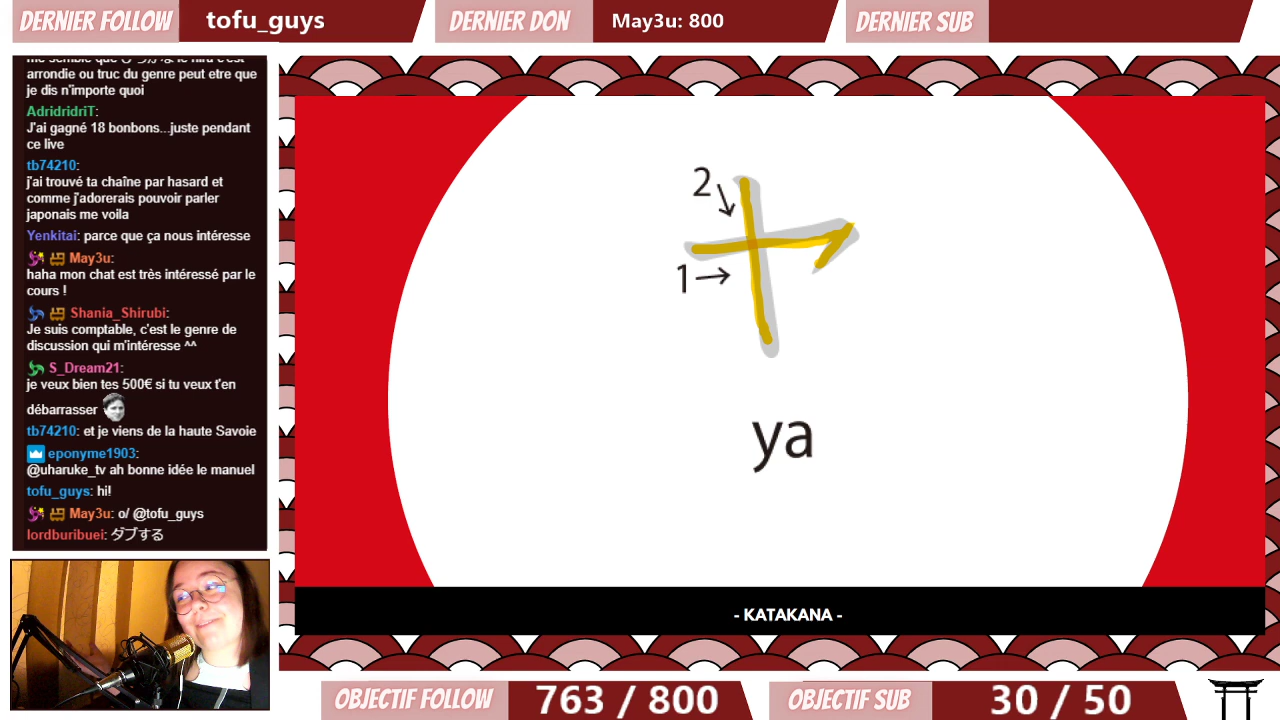 DERNIER FOLLOW
tofu_guys
DERNIER DON
May3u: 800
DERNIER SUB
arrondie ou truc du genre peut etre que
je dis n'importe quoi
AdridridriT:
J'ai gagné 18 bonbons...juste pendant
ce live
tb74210:
j'ai trouvé ta chaîne par hasard et
comme j'adorerais pouvoir parler
japonais me voila
Yenkitai: parce que ça nous intéresse
May3u:
haha mon chat est très intéressé par le
cours !
Shania_Shirubi:
Je suis comptable, c'est le genre de
discussion qui m'intéresse ^^
S_Dream21:
je veux bien tes 500€ si tu veux t'en
débarrasser
tb74210: et je viens de la haute Savoie
eponyme1903:
@uharuke_tv ah bonne idée le manuel
tofu_guys: hi!
May3u: o/ @tofu_guys
lordburibuei: ダブする
2
1
ヤ
ya
- KATAKANA -
OBJECTIF FOLLOW
763 / 800
OBJECTIF SUB
30 / 50